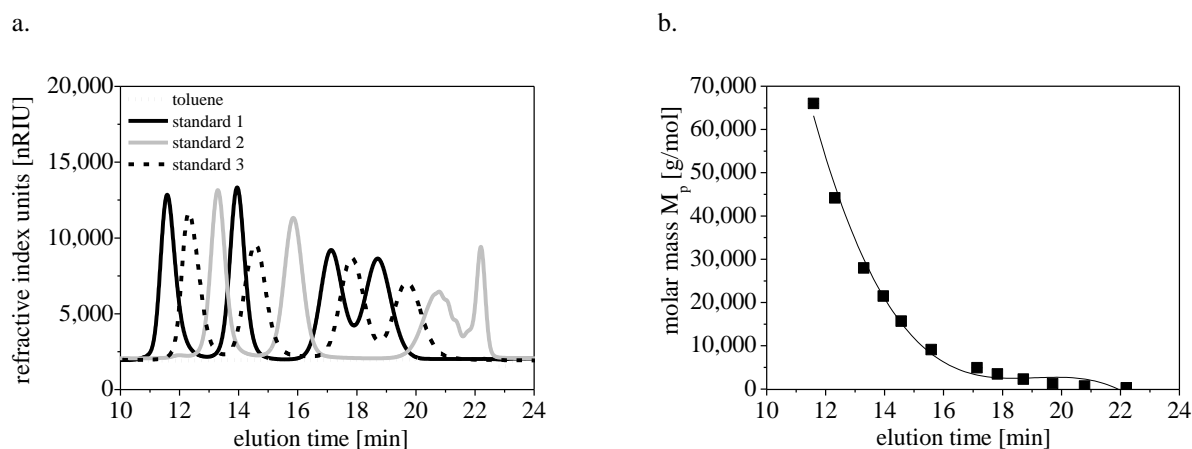 a.
refractive index units [nRIU]
20,000
15,000
10,000
5,000
0
toluene
standard 1
standard 2
standard 3
10 12 14 16 18 20 22 24
elution time [min]
b.
molar mass Mp [g/mol]
70,000
60,000
50,000
40,000
30,000
20,000
10,000
0
10 12 14 16 18 20 22 24
elution time [min]